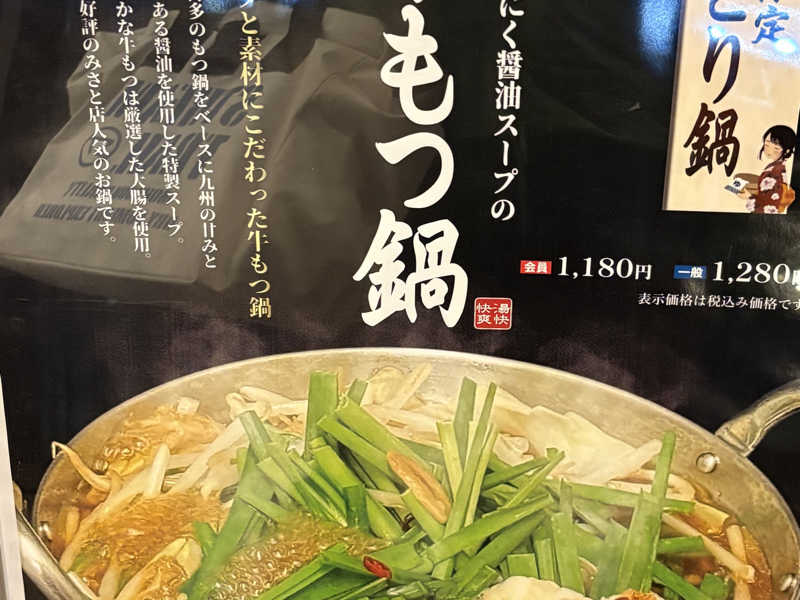 にく醤油スープの
もつ鍋
湯快
快爽
と素材にこだわった牛もつ鍋
多のもつ鍋をベースに九州の甘みと
ある醤油を使用した特製スープ。
かな牛もつは厳選した大腸を使用。
好評のみさと店人気のお鍋です。
定
とり鍋
会員 1,180円 一般 1,280円
表示価格は税込み価格です